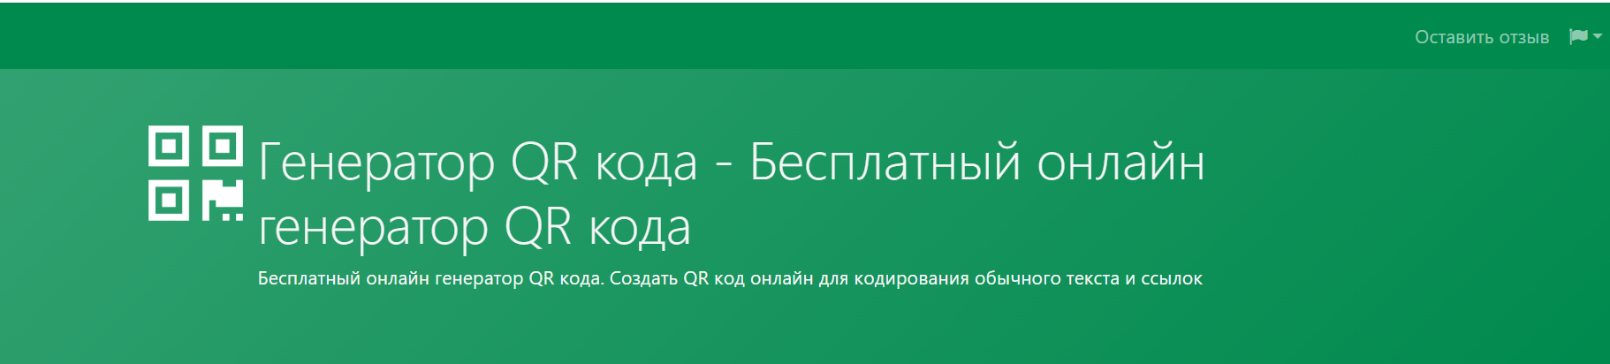 Оставить отзыв
Генератор QR кода - Бесплатный онлайн
генератор QR кода
Бесплатный онлайн генератор QR кода. Создать QR код онлайн для кодирования обычного текста и ссылок